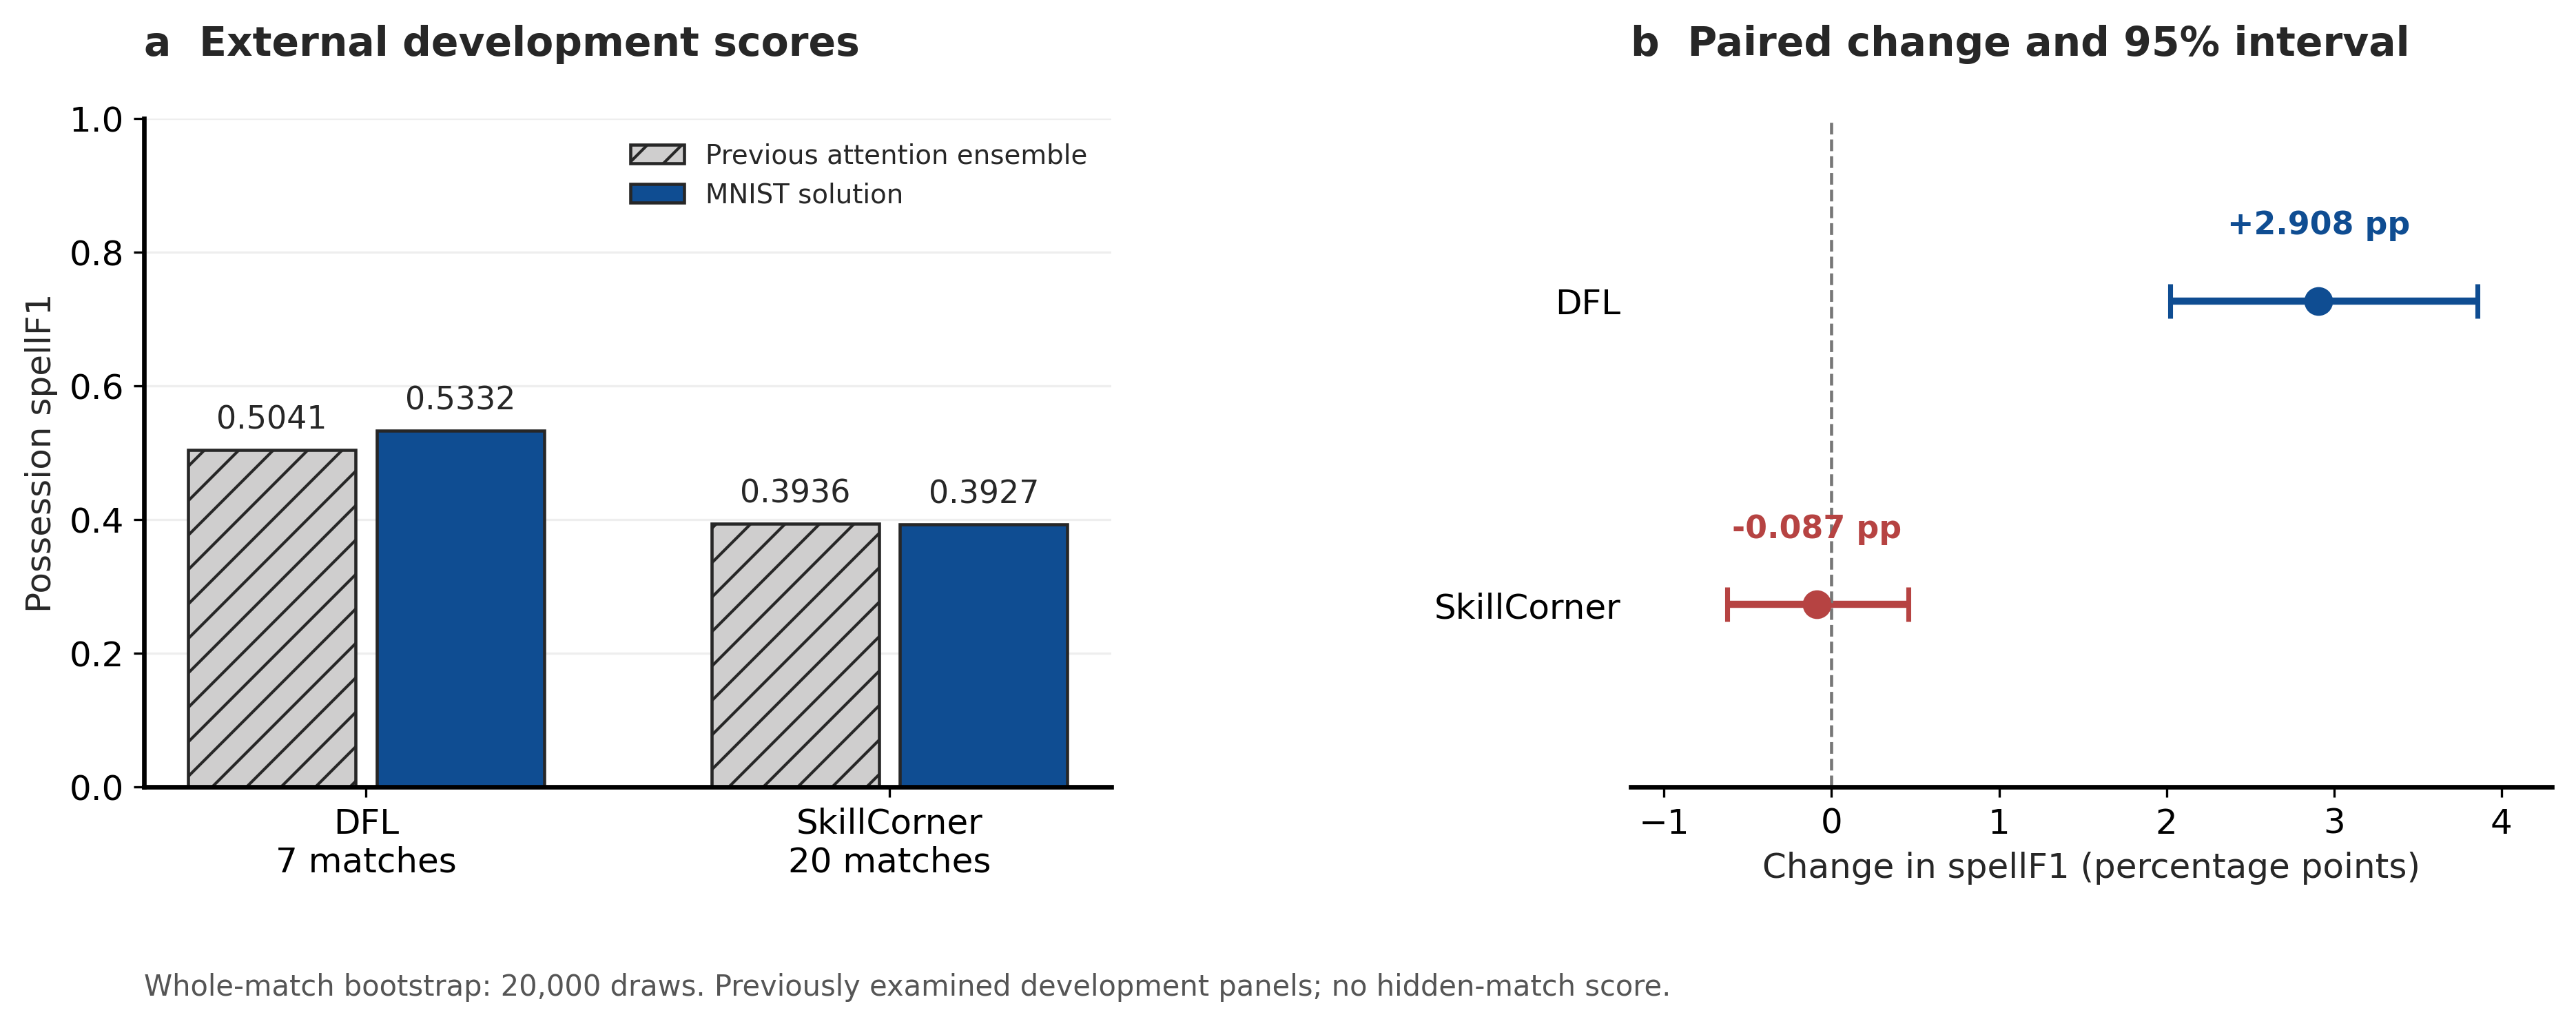 a  External development scores
1.0
0.8
0.6
0.4
0.2
0.0
Possession spellF1
Previous attention ensemble
MNIST solution
0.5041
0.5332
0.3936
0.3927
DFL
7 matches
SkillCorner
20 matches
b  Paired change and 95% interval
+2.908 pp
DFL
-0.087 pp
SkillCorner
−1 0 1 2 3 4
Change in spellF1 (percentage points)
Whole-match bootstrap: 20,000 draws. Previously examined development panels; no hidden-match score.